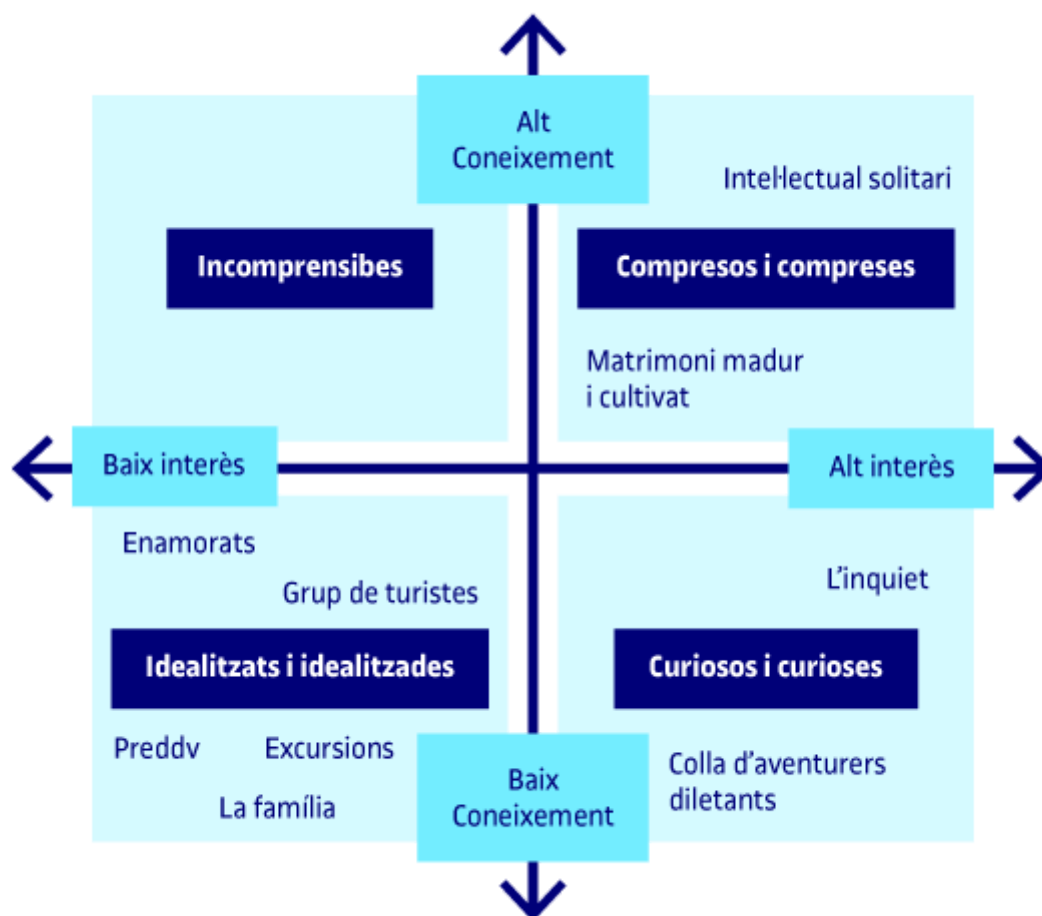 Alt
Coneixement
Intel·lectual solitari
Incomprensibes
Compresos i compreses
Matrimoni madur
i cultivat
Baix interès
Alt interès
Enamorats
L'inquiet
Grup de turistes
Idealitzats i idealitzades
Curiosos i curioses
Preddv
Excursions
Colla d'aventurers
diletants
La família
Baix
Coneixement